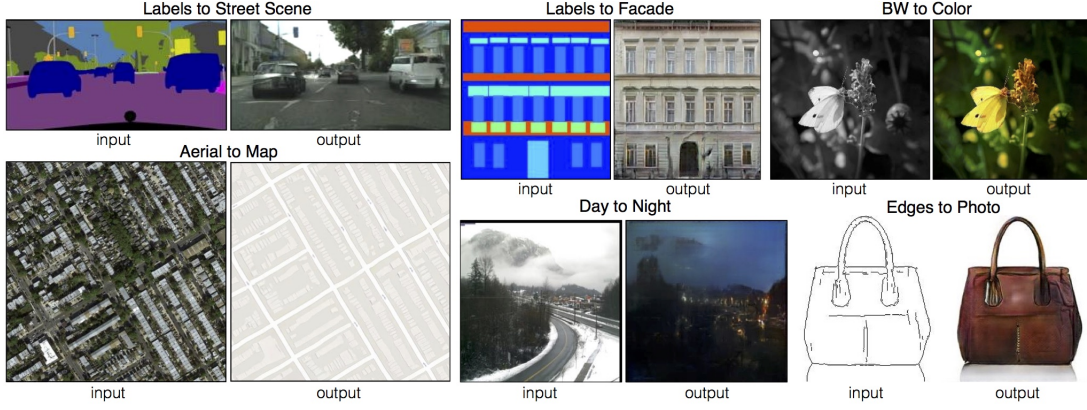 Labels to Street Scene
input
output
Aerial to Map
input
output
Labels to Facade
input
output
BW to Color
input
output
Day to Night
input
output
Edges to Photo
input
output